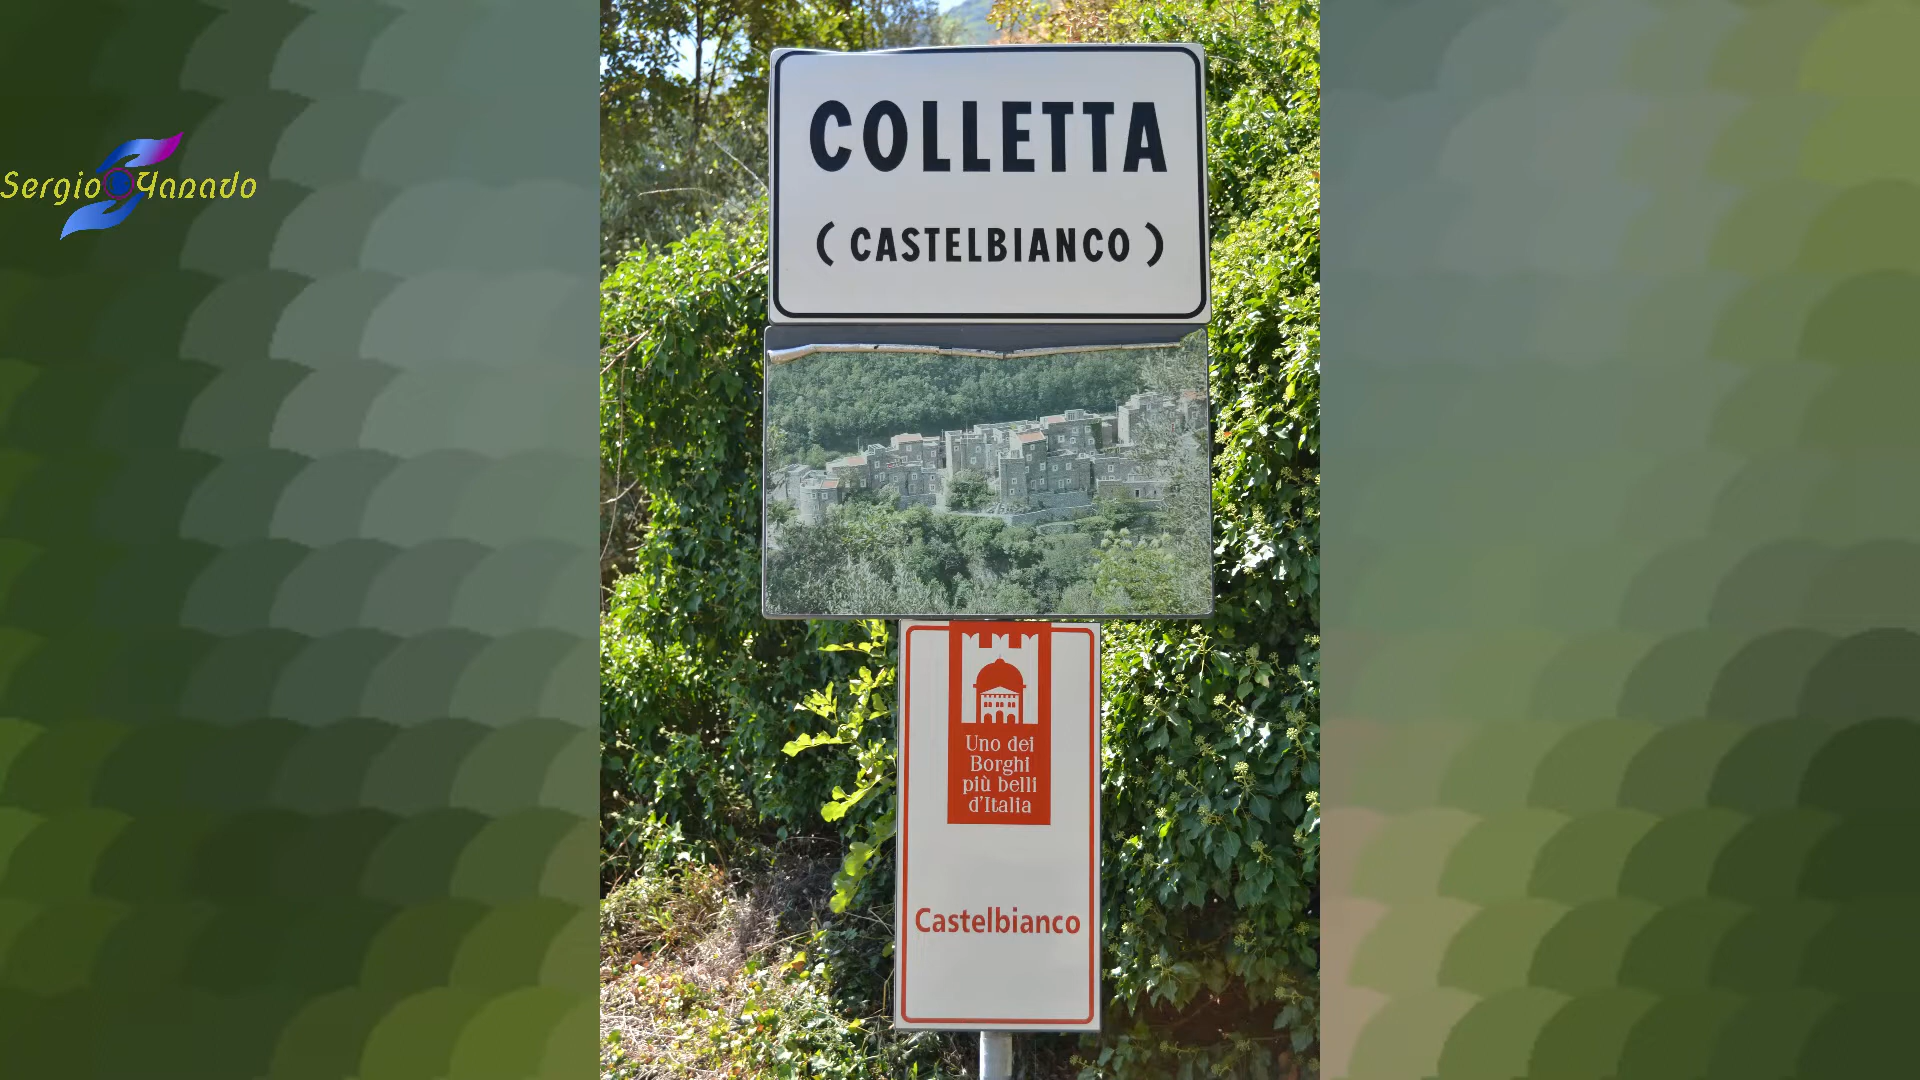 Sergio Yanado
COLLETTA
( CASTELBIANCO )
Uno dei
Borghi
più belli
d'Italia
Castelbianco